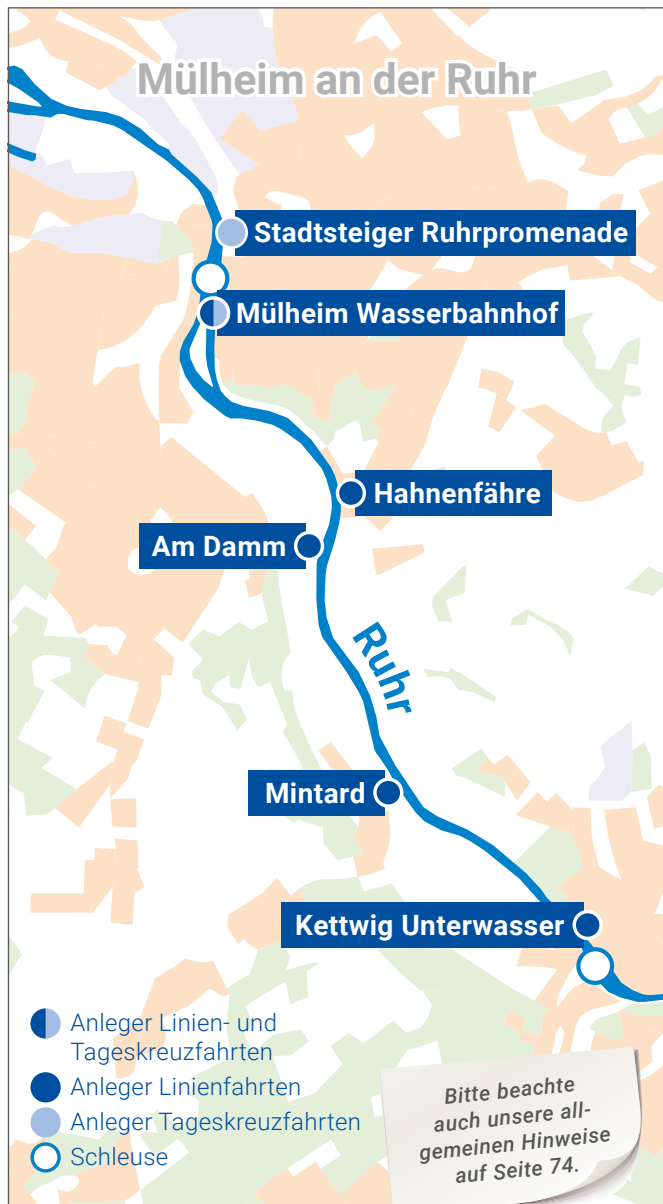 Mülheim an der Ruhr
Stadtsteiger Ruhrpromenade
Mülheim Wasserbahnhof
Hahnenfähre
Am Damm
Ruhr
Mintard
Kettwig Unterwasser
Anleger Linien- und
Tageskreuzfahrten
Anleger Linienfahrten
Anleger Tageskreuzfahrten
Schleuse
Bitte beachte
auch unsere all-
gemeinen Hinweise
auf Seite 74.